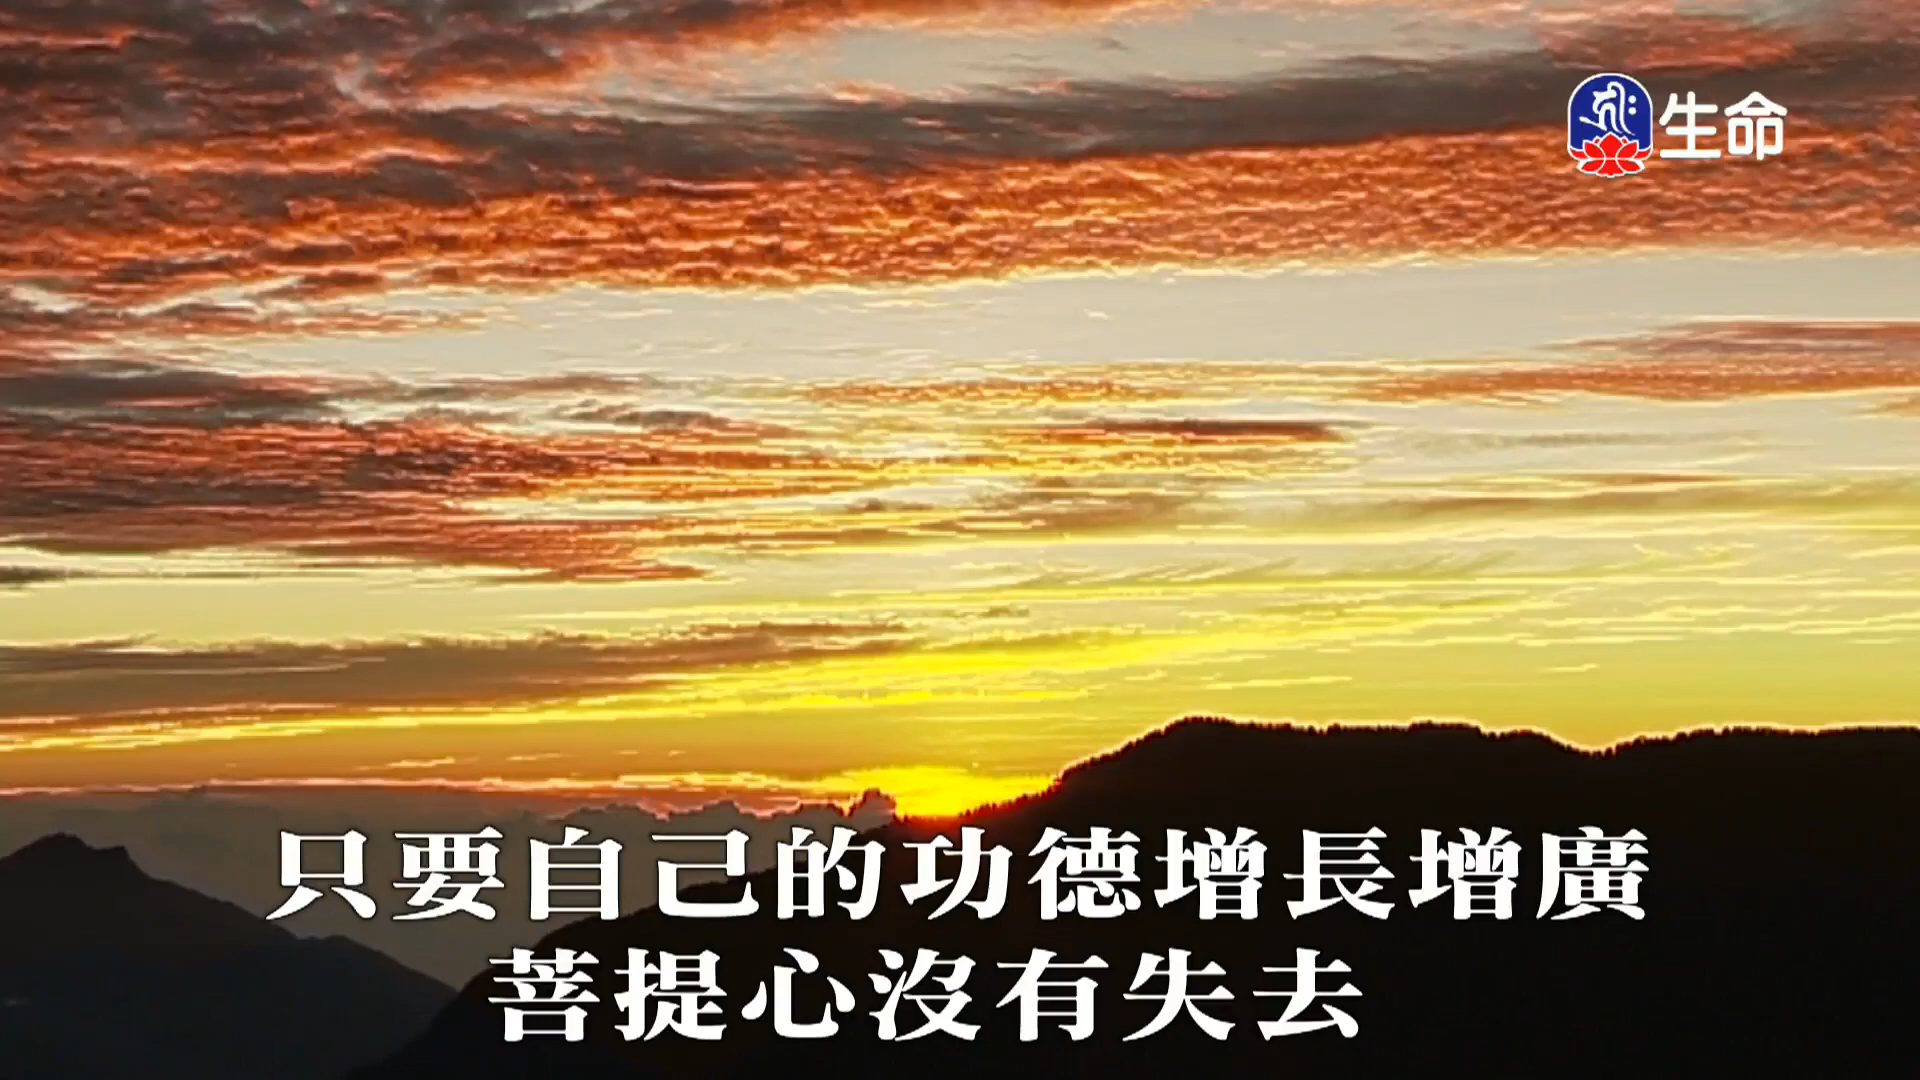 生命
只要自己的功德增長增廣
菩提心沒有失去